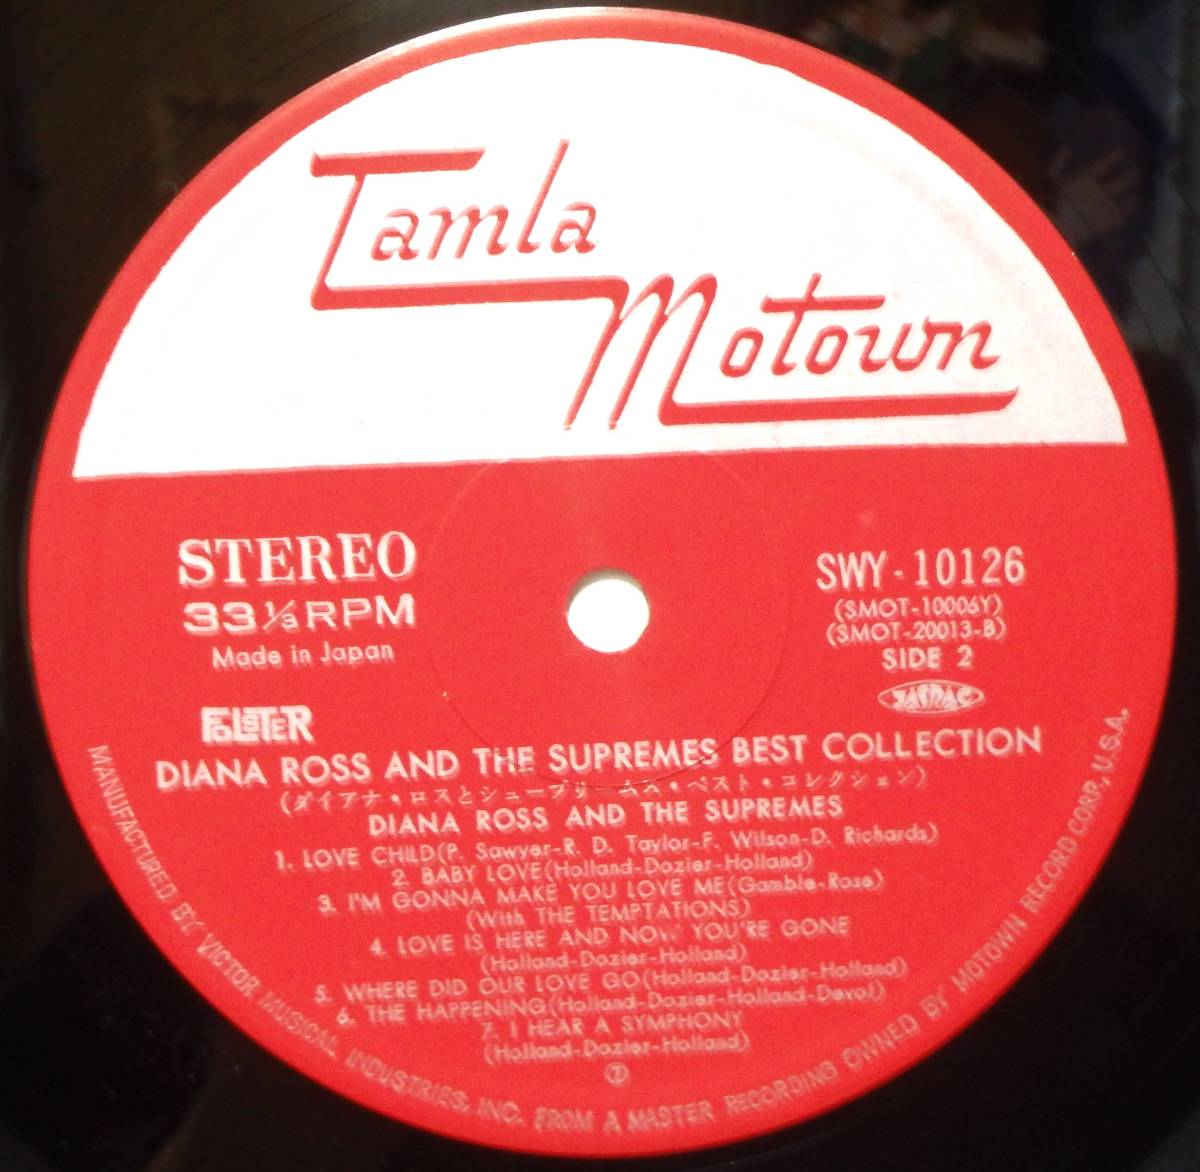 Tamla
Motown
STEREO
33 1/3 RPM
Made in Japan
SWY-10126
(SMOT-10006Y)
(SMOT-20013-B)
SIDE 2
JASRAC
DIANA ROSS AND THE SUPREMES BEST COLLECTION
(ダイアナ・ロスとシュープリームス・ベスト・コレクション)
DIANA ROSS AND THE SUPREMES
1. LOVE CHILD(P. Sawyer-R. D. Taylor-F. Wilson-D. Richards)
2. BABY LOVE(Holland-Dozier-Holland)
3. I'M GONNA MAKE YOU LOVE ME(Gamble-Rose)
(With THE TEMPTATIONS)
4. LOVE IS HERE AND NOW YOU'RE GONE
(Holland-Dozier-Holland)
5. WHERE DID OUR LOVE GO(Holland-Dozier-Holland)
6. THE HAPPENING(Holland-Dozier-Holland-Devol)
7. I HEAR A SYMPHONY
(Holland-Dozier-Holland)
⑦
MANUFACTURED BY VICTOR MUSICAL INDUSTRIES, INC. FROM A MASTER RECORDING OWNED BY MOTOWN RECORD CORP, U.S.A.